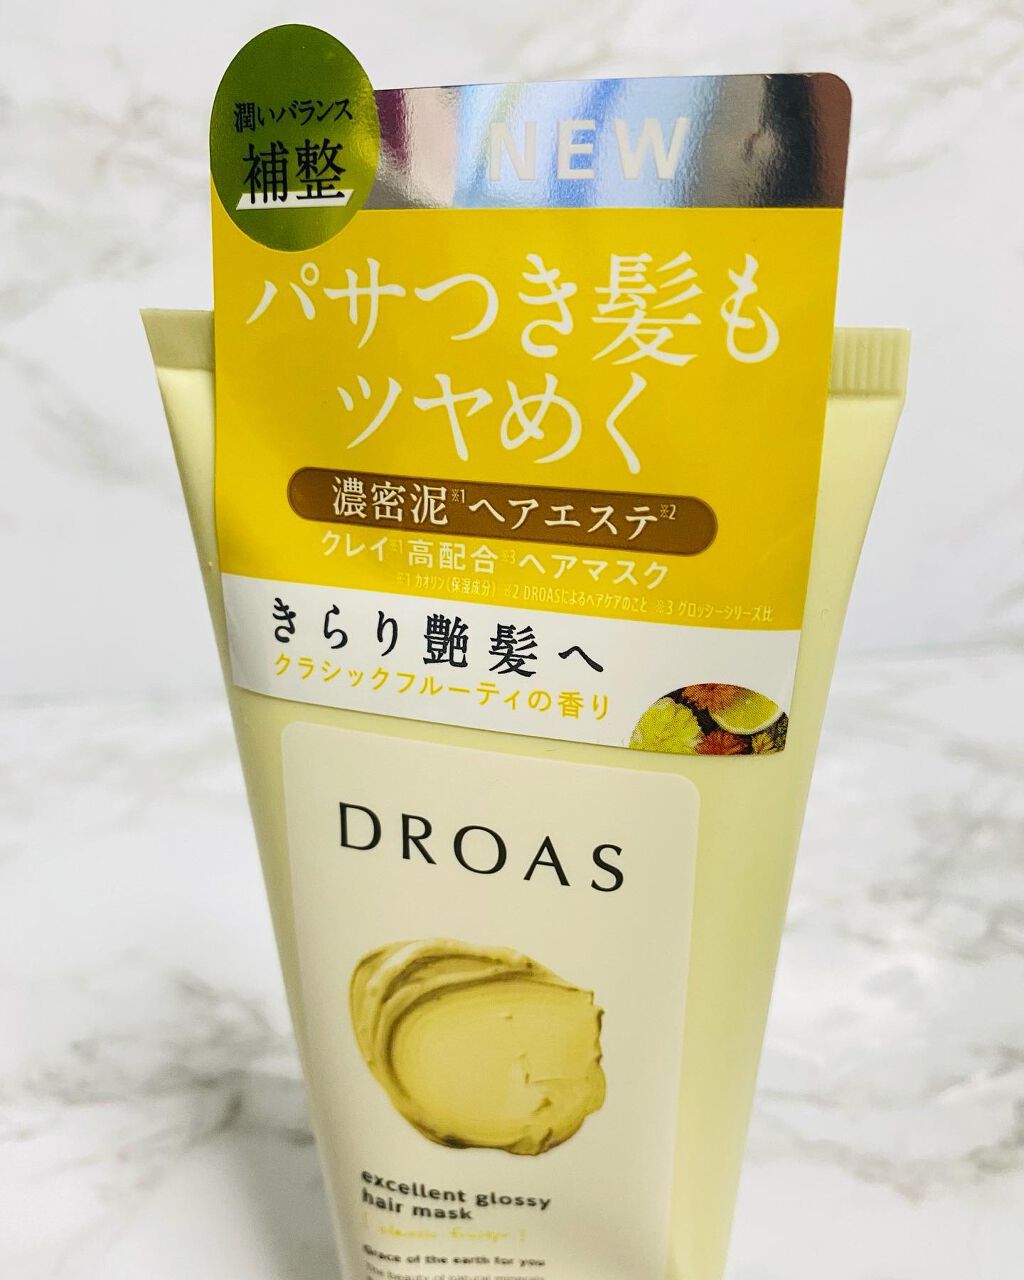 潤いバランス
補整
NEW
パサつき髪も
ツヤめく
濃密泥※1ヘアエステ※2
クレイ※1高配合※3ヘアマスク
※1 カオリン(保湿成分) ※2 DROASによるヘアケアのこと ※3 グロッシーシリーズ比
きらり艶髪へ
クラシックフルーティの香り
DROAS
excellent glossy
hair mask
Grace of the earth for you
The beauty of natural minerals